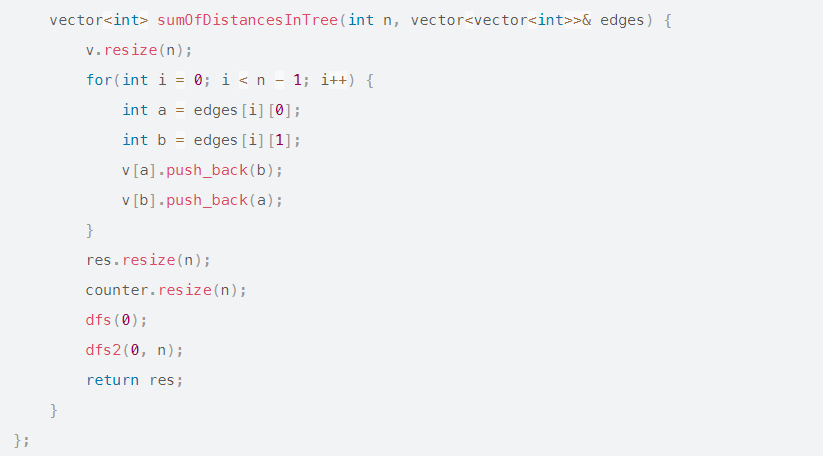 vector<int> sumOfDistancesInTree(int n, vector<vector<int>>& edges) {
v.resize(n);
for(int i = 0; i < n - 1; i++) {
int a = edges[i][0];
int b = edges[i][1];
v[a].push_back(b);
v[b].push_back(a);
}
res.resize(n);
counter.resize(n);
dfs(0);
dfs2(0, n);
return res;
}
};